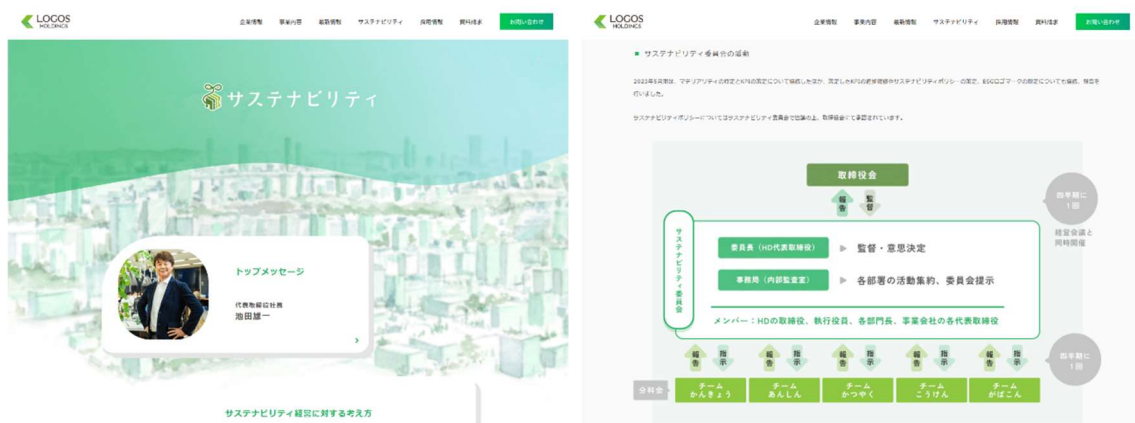 LOGOS
HOLDINGS
企業情報 事業内容 最新情報 サステナビリティ 採用情報 資料請求 お問い合わせ
サステナビリティ
トップメッセージ
代表取締役社長
池田雄一
サステナビリティ経営に対する考え方
LOGOS
HOLDINGS
企業情報 事業内容 最新情報 サステナビリティ 採用情報 資料請求 お問い合わせ
サステナビリティ委員会の活動
行いました。
サステナビリティポリシーについてはサステナビリティ委員会で協議の上、取締役会にて承認されています。
取締役会
報告 監督
四半期に
1回
経営会議と
同時開催
サステナビリティ委員会
委員長（HD代表取締役） 監督・意思決定
事務局（内部監査室） 各部署の活動集約、委員会提示
メンバー：HDの取締役、執行役員、各部門長、事業会社の各代表取締役
報告 指示 報告 指示 報告 指示 報告 指示 報告 指示
四半期に
1回
分科会
チーム
かんきょう
チーム
あんしん
チーム
かつやく
チーム
こうけん
チーム
がばこん